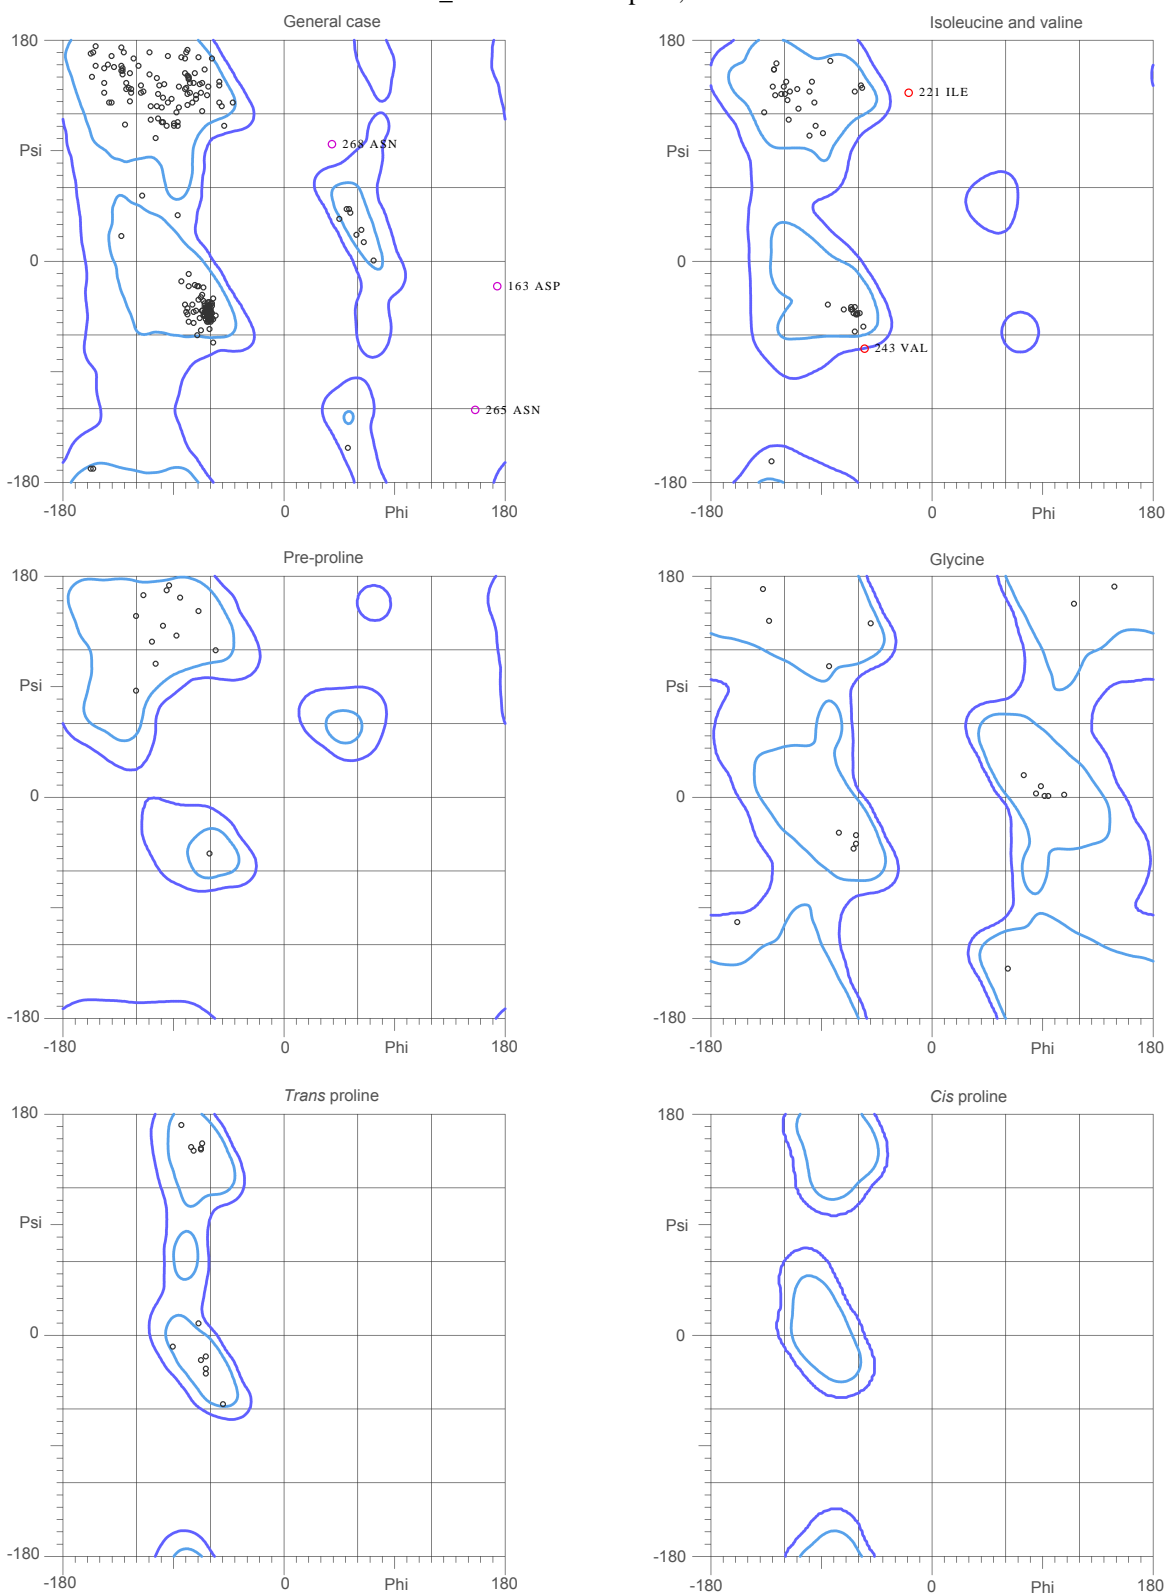 General case
180
Psi
0
-180
-180
0
Phi
180
268 ASN
163 ASP
265 ASN
Isoleucine and valine
180
Psi
0
-180
-180
0
Phi
180
221 ILE
243 VAL
Pre-proline
180
Psi
0
-180
-180
0
Phi
180
Glycine
180
Psi
0
-180
-180
0
Phi
180
Trans proline
180
Psi
0
-180
-180
0
Phi
180
Cis proline
180
Psi
0
-180
-180
0
Phi
180